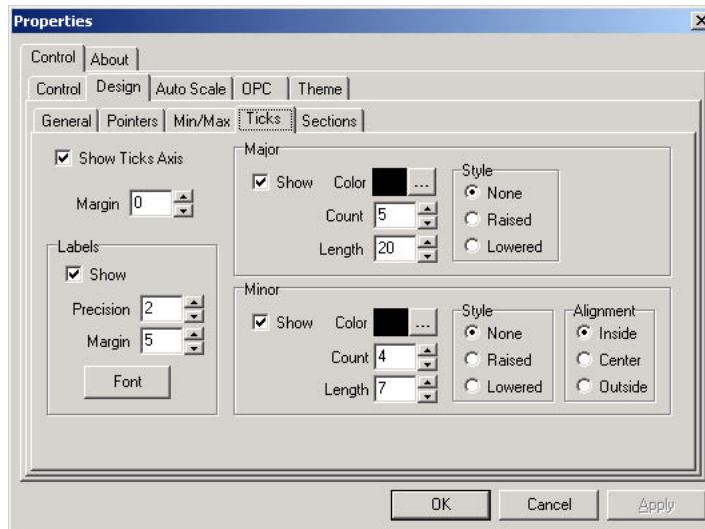 Properties
Control About
Control Design Auto Scale OPC Theme
General Pointers Min/Max Ticks Sections
Show Ticks Axis
Margin 0
Labels
Show
Precision 2
Margin 5
Font
Major
Show Color ...
Count 5
Length 20
Style
None
Raised
Lowered
Minor
Show Color ...
Count 4
Length 7
Style
None
Raised
Lowered
Alignment
Inside
Center
Outside
OK Cancel Apply